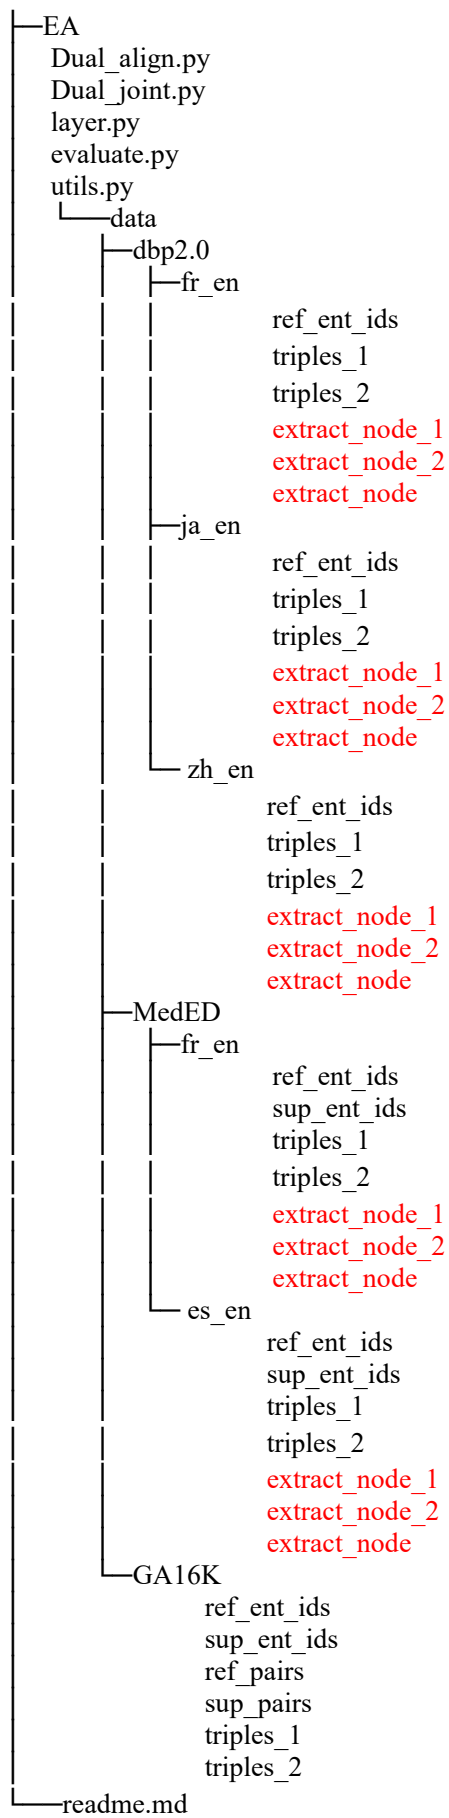 EA
Dual_align.py
Dual_joint.py
layer.py
evaluate.py
utils.py
data
dbp2.0
fr_en
ref_ent_ids
triples_1
triples_2
extract_node_1
extract_node_2
extract_node
ja_en
ref_ent_ids
triples_1
triples_2
extract_node_1
extract_node_2
extract_node
zh_en
ref_ent_ids
triples_1
triples_2
extract_node_1
extract_node_2
extract_node
MedED
fr_en
ref_ent_ids
sup_ent_ids
triples_1
triples_2
extract_node_1
extract_node_2
extract_node
es_en
ref_ent_ids
sup_ent_ids
triples_1
triples_2
extract_node_1
extract_node_2
extract_node
GA16K
ref_ent_ids
sup_ent_ids
ref_pairs
sup_pairs
triples_1
triples_2
readme.md